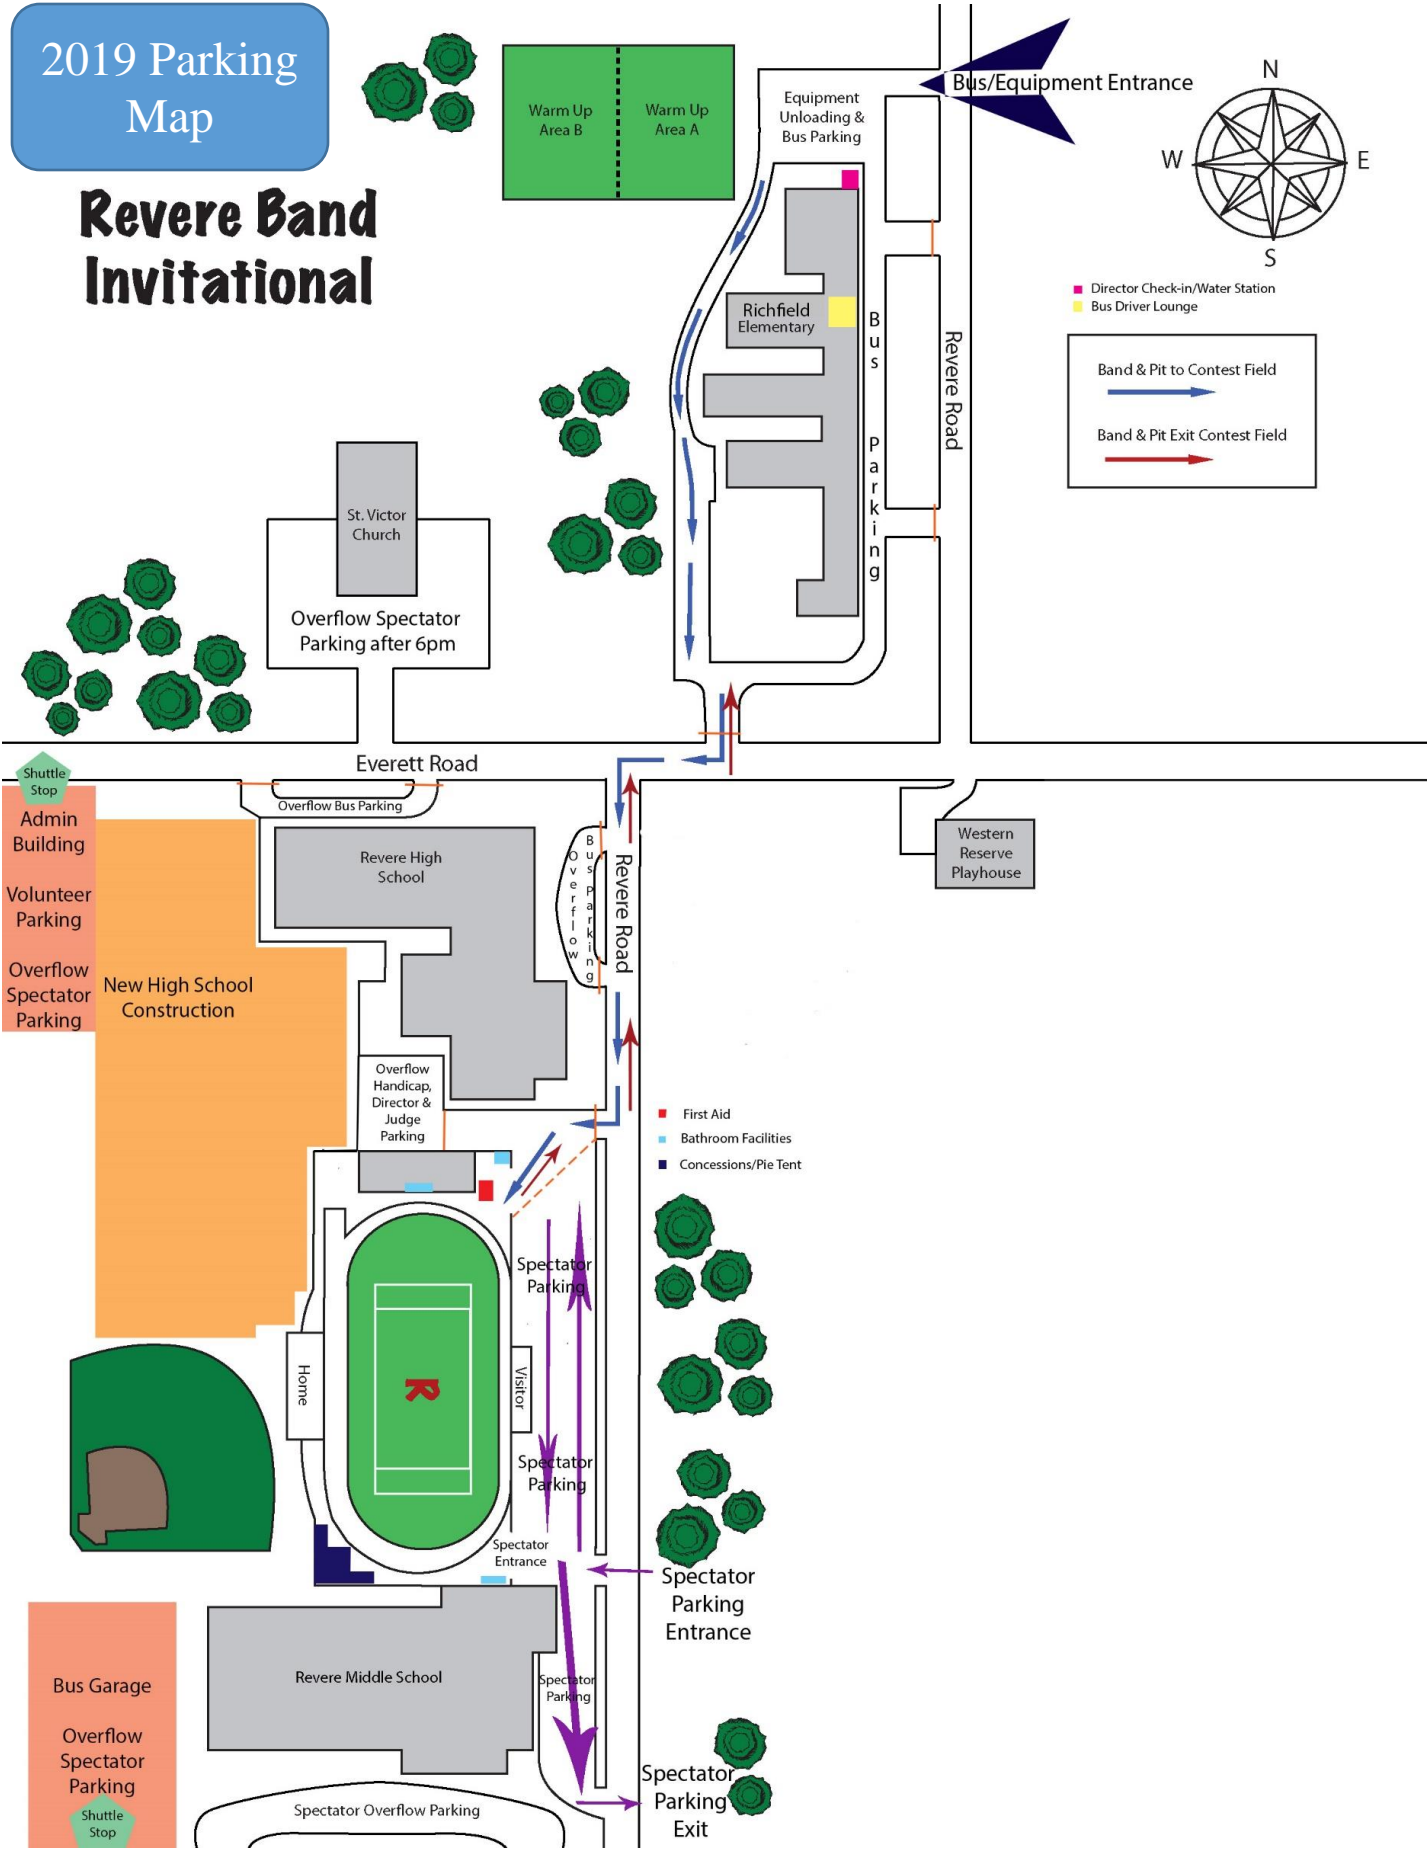 2019 Parking
Map
Revere Band
Invitational
Warm Up
Area B
Warm Up
Area A
Equipment
Unloading &
Bus Parking
Bus/Equipment Entrance
N
W
E
S
Director Check-in/Water Station
Bus Driver Lounge
Band & Pit to Contest Field
Band & Pit Exit Contest Field
Richfield
Elementary
Bus Parking
Revere Road
St. Victor
Church
Overflow Spectator
Parking after 6pm
Everett Road
Shuttle
Stop
Admin
Building
Volunteer
Parking
Overflow
Spectator
Parking
New High School
Construction
Overflow Bus Parking
Revere High
School
Overflow
Bus Parking
Revere Road
Western
Reserve
Playhouse
Overflow
Handicap,
Director &
Judge
Parking
First Aid
Bathroom Facilities
Concessions/Pie Tent
Spectator
Parking
Home
R
Visitor
Spectator
Parking
Spectator
Entrance
Spectator
Parking
Entrance
Revere Middle School
Spectator
Parking
Bus Garage
Overflow
Spectator
Parking
Shuttle
Stop
Spectator Overflow Parking
Spectator
Parking
Exit